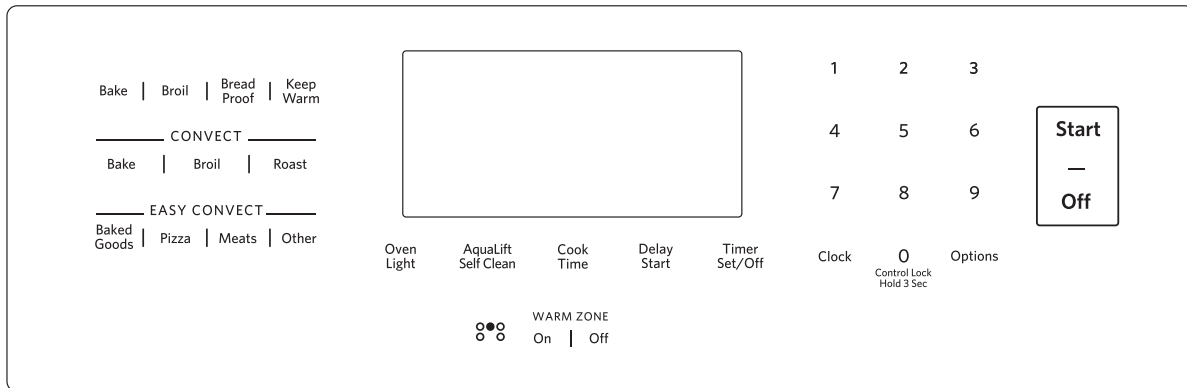 Bake | Broil | Bread Proof | Keep Warm
CONVECT
Bake | Broil | Roast
EASY CONVECT
Baked Goods | Pizza | Meats | Other
Oven Light
AquaLift Self Clean
Cook Time
Delay Start
Timer Set/Off
WARM ZONE
On | Off
1 2 3
4 5 6
7 8 9
Clock 0 Options
Control Lock
Hold 3 Sec
Start
—
Off